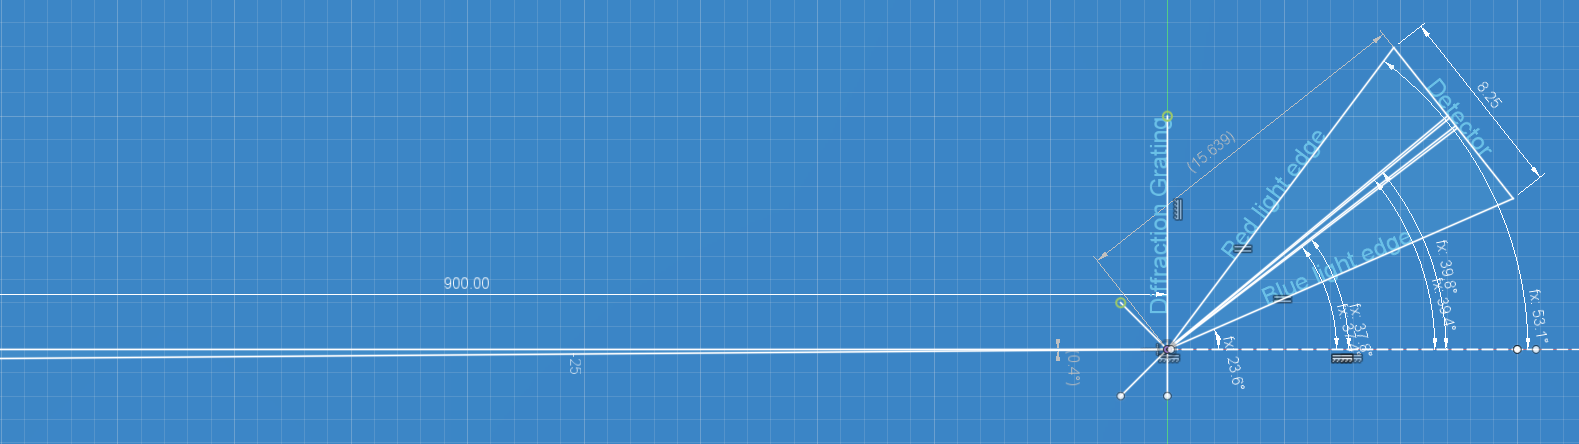 8.25
Detector
(15.639)
Red light edge
Diffraction Grating
Blue light edge
900.00
fx: 39.8°
fx: 39.4°
fx: 53.1°
fx: 37.8°
fx: 23.6°
25
0.4°)